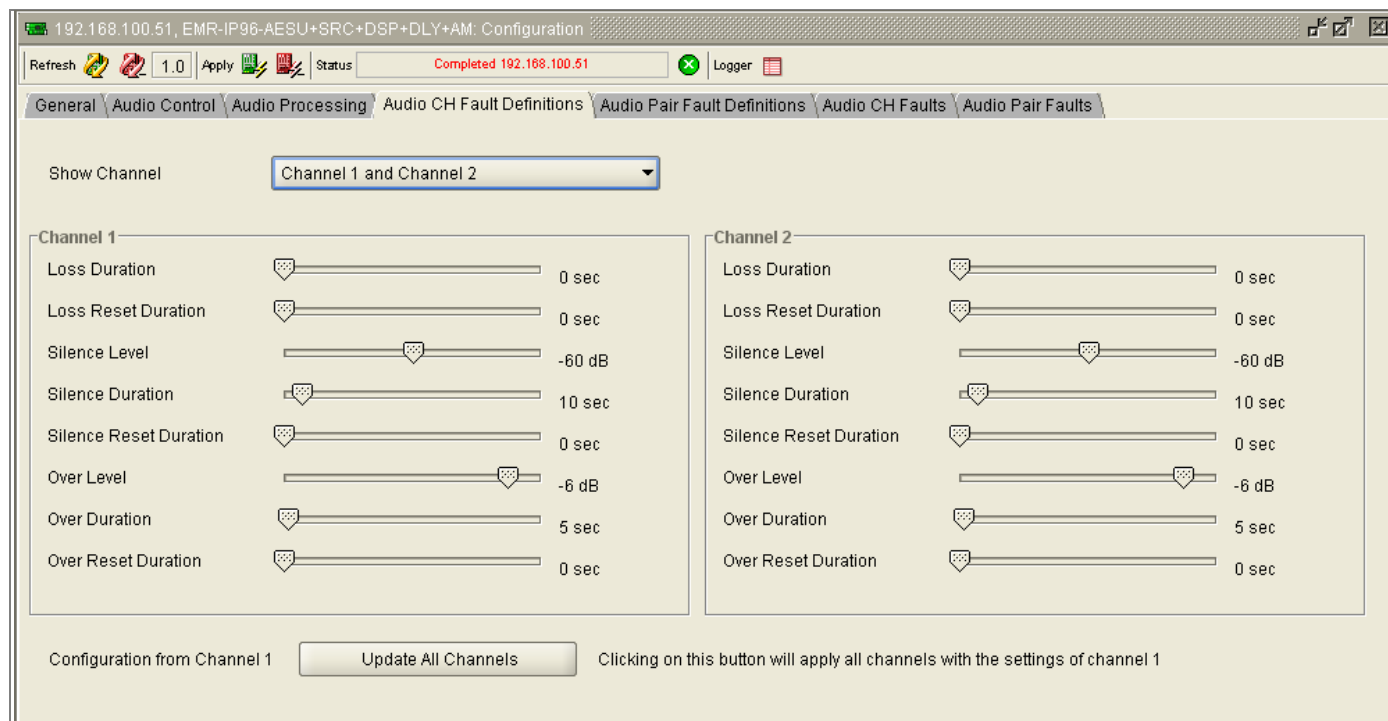 192.168.100.51, EMR-IP96-AESU+SRC+DSP+DLY+AM: Configuration
Refresh 1.0 Apply Status Completed 192.168.100.51 Logger
General Audio Control Audio Processing Audio CH Fault Definitions Audio Pair Fault Definitions Audio CH Faults Audio Pair Faults
Show Channel Channel 1 and Channel 2
Channel 1
Loss Duration 0 sec
Loss Reset Duration 0 sec
Silence Level -60 dB
Silence Duration 10 sec
Silence Reset Duration 0 sec
Over Level -6 dB
Over Duration 5 sec
Over Reset Duration 0 sec
Channel 2
Loss Duration 0 sec
Loss Reset Duration 0 sec
Silence Level -60 dB
Silence Duration 10 sec
Silence Reset Duration 0 sec
Over Level -6 dB
Over Duration 5 sec
Over Reset Duration 0 sec
Configuration from Channel 1 Update All Channels Clicking on this button will apply all channels with the settings of channel 1